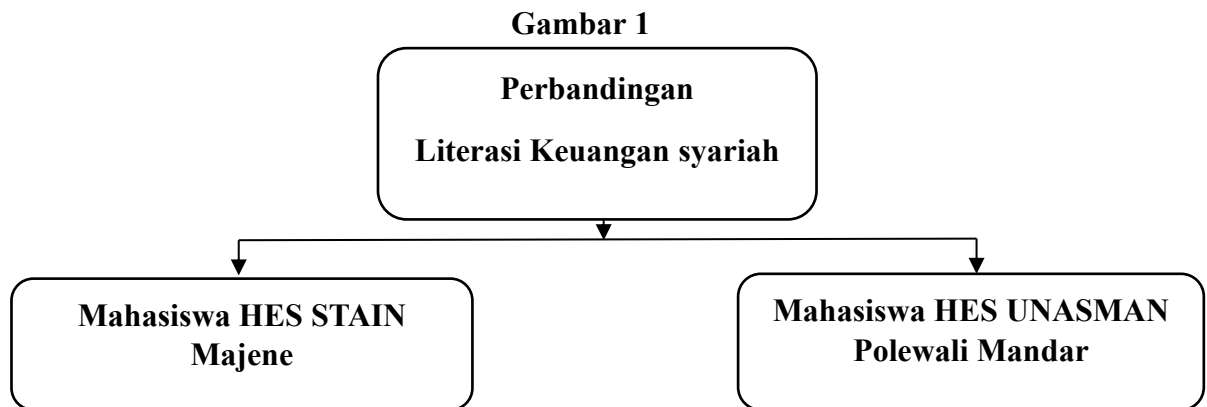 Gambar 1
Perbandingan
Literasi Keuangan syariah
Mahasiswa HES STAIN
Majene
Mahasiswa HES UNASMAN
Polewali Mandar